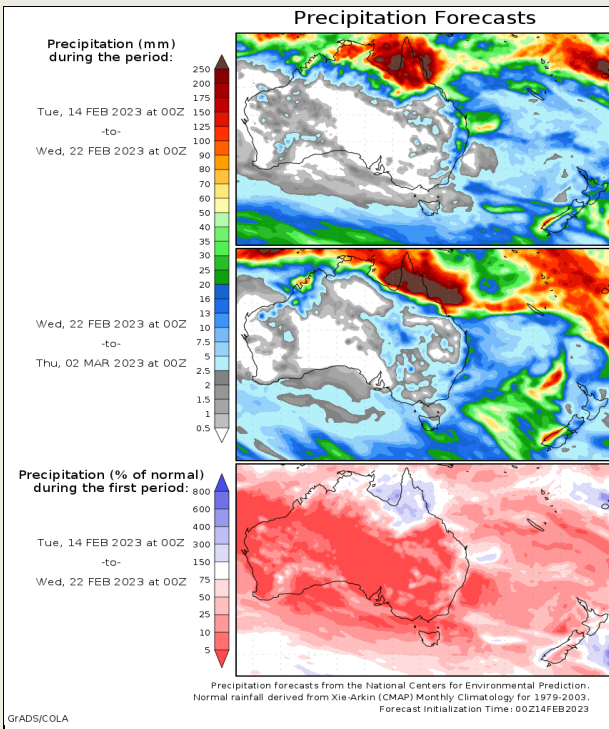 Precipitation Forecasts
Precipitation (mm)
during the period:
Tue, 14 FEB 2023 at 00Z
-to-
Wed, 22 FEB 2023 at 00Z
250
200
175
150
125
100
90
80
70
60
50
40
35
30
25
20
16
13
10
7.5
5
2.5
2
1.5
1
0.5
Wed, 22 FEB 2023 at 00Z
-to-
Thu, 02 MAR 2023 at 00Z
Precipitation (% of normal)
during the first period:
Tue, 14 FEB 2023 at 00Z
-to-
Wed, 22 FEB 2023 at 00Z
800
600
400
300
150
75
50
25
10
5
Precipitation forecasts from the National Centers for Environmental Prediction.
Normal rainfall derived from Xie-Arkin (CMAP) Monthly Climatology for 1979-2003.
Forecast Initialization Time: 00Z14FEB2023
GrADS/COLA